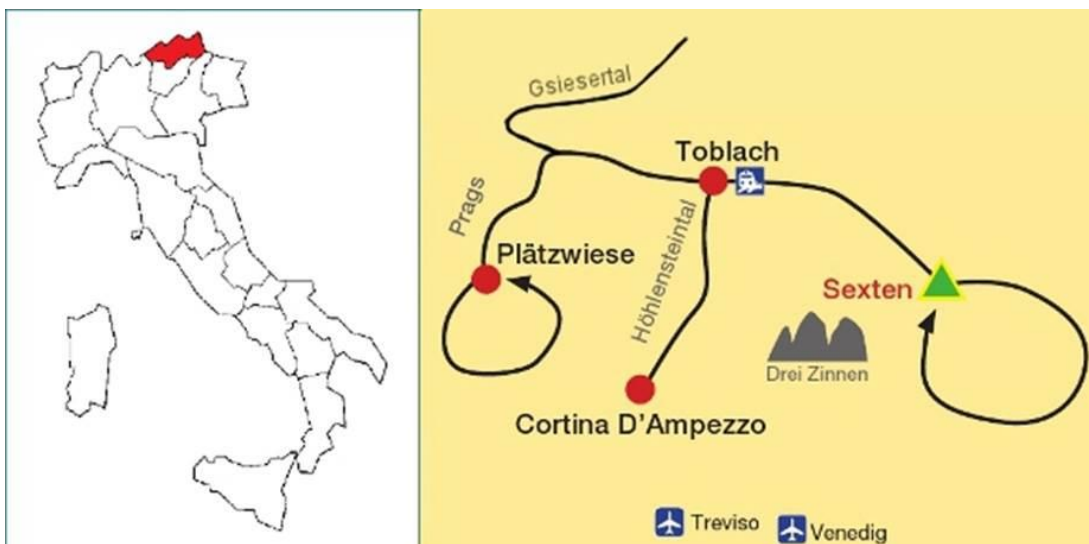 Gsiesertal
Toblach
Prags
Höhlensteintal
Plätzwiese
Sexten
Drei Zinnen
Cortina D'Ampezzo
Treviso
Venedig